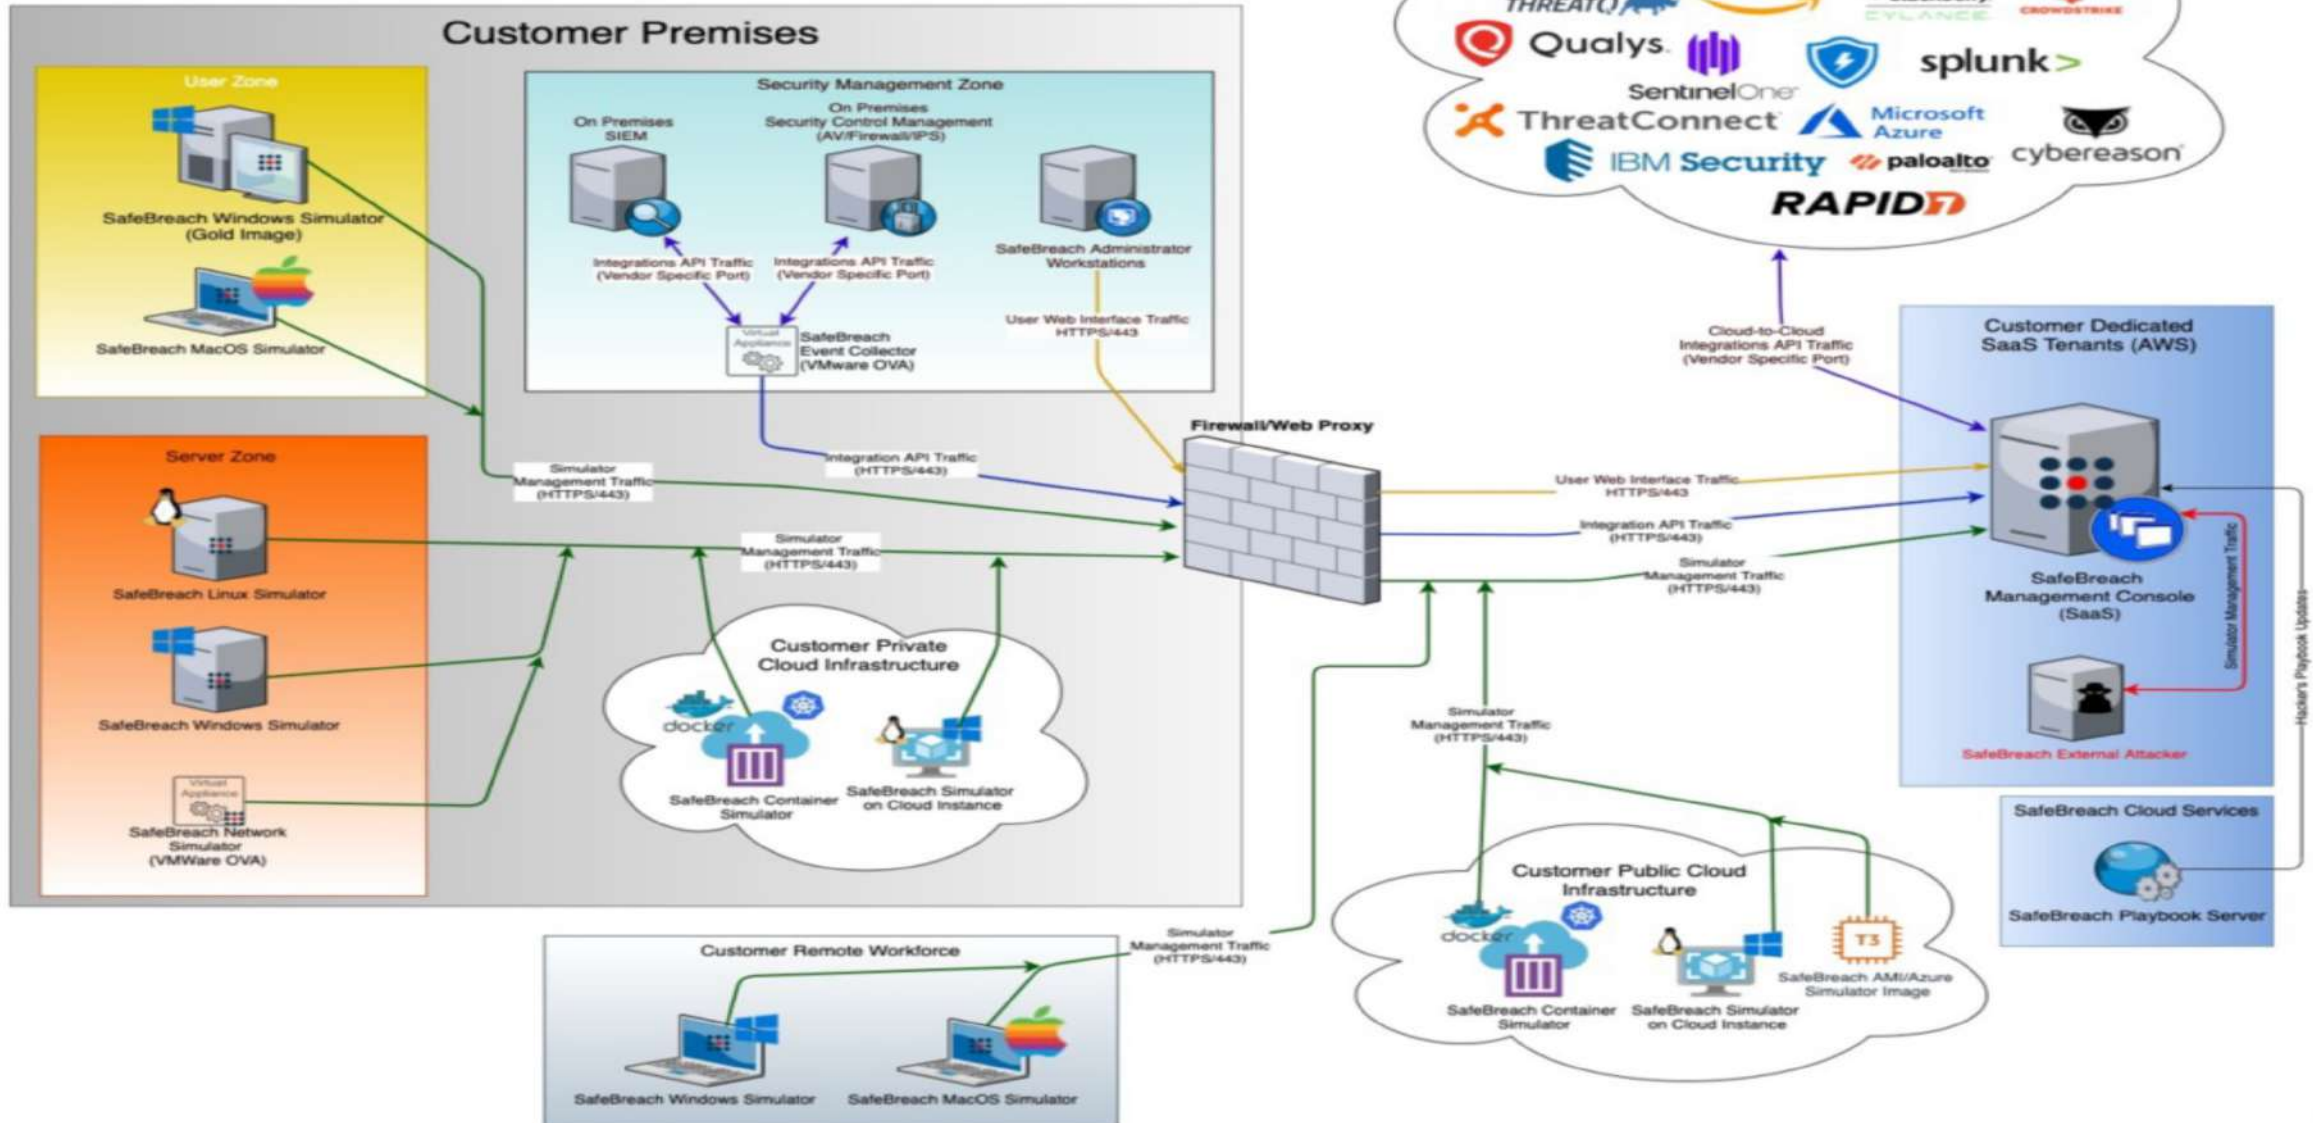 Customer Premises
User Zone
SafeBreach Windows Simulator
(Gold Image)
SafeBreach MacOS Simulator
Server Zone
SafeBreach Linux Simulator
SafeBreach Windows Simulator
Virtual
Appliance
SafeBreach Network
Simulator
(VMWare OVA)
Security Management Zone
On Premises
SIEM
On Premises
Security Control Management
(AV/Firewall/IPS)
SafeBreach Administrator
Workstations
Integrations API Traffic
(Vendor Specific Port)
Integrations API Traffic
(Vendor Specific Port)
Virtual
Appliance
SafeBreach
Event Collector
(VMware OVA)
User Web Interface Traffic
HTTPS/443
Integration API Traffic
(HTTPS/443)
Simulator
Management Traffic
(HTTPS/443)
Simulator
Management Traffic
(HTTPS/443)
Customer Private
Cloud Infrastructure
docker
SafeBreach Container
Simulator
SafeBreach Simulator
on Cloud Instance
Firewall/Web Proxy
User Web Interface Traffic
HTTPS/443
Integration API Traffic
(HTTPS/443)
Simulator
Management Traffic
(HTTPS/443)
THREATQ
CYLANCE
CROWDSTRIKE
Qualys.
SentinelOne
splunk>
ThreatConnect
Microsoft
Azure
cybereason
IBM Security
paloalto
RAPID7
Cloud-to-Cloud
Integrations API Traffic
(Vendor Specific Port)
Customer Dedicated
SaaS Tenants (AWS)
SafeBreach
Management Console
(SaaS)
Simulator Management Traffic
SafeBreach External Attacker
Hacker's Playbook Updates
SafeBreach Cloud Services
SafeBreach Playbook Server
Simulator
Management Traffic
(HTTPS/443)
Customer Public Cloud
Infrastructure
docker
SafeBreach Container
Simulator
SafeBreach Simulator
on Cloud Instance
T3
SafeBreach AMI/Azure
Simulator Image
Customer Remote Workforce
Simulator
Management Traffic
(HTTPS/443)
SafeBreach Windows Simulator
SafeBreach MacOS Simulator